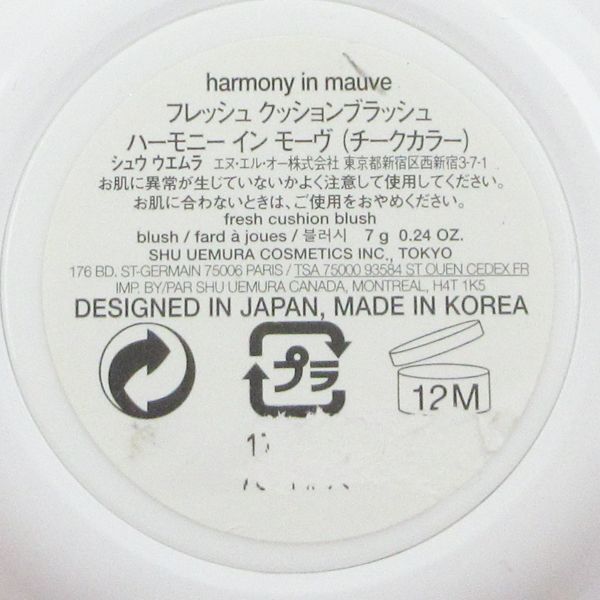 harmony in mauve
フレッシュ クッションブラッシュ
ハーモニー イン モーヴ (チークカラー)
シュウ ウエムラ エヌ・エル・オー株式会社 東京都新宿区西新宿3-7-1
お肌に異常が生じていないかよく注意して使用してください。
お肌に合わないときは、ご使用をおやめください。
fresh cushion blush
blush / fard à joues / 블러시 7 g 0.24 OZ.
SHU UEMURA COSMETICS INC., TOKYO
176 BD. ST-GERMAIN 75006 PARIS / TSA 75000 93584 ST OUEN CEDEX FR
IMP. BY/PAR SHU UEMURA CANADA, MONTREAL, H4T 1K5
DESIGNED IN JAPAN, MADE IN KOREA
プラ
12M